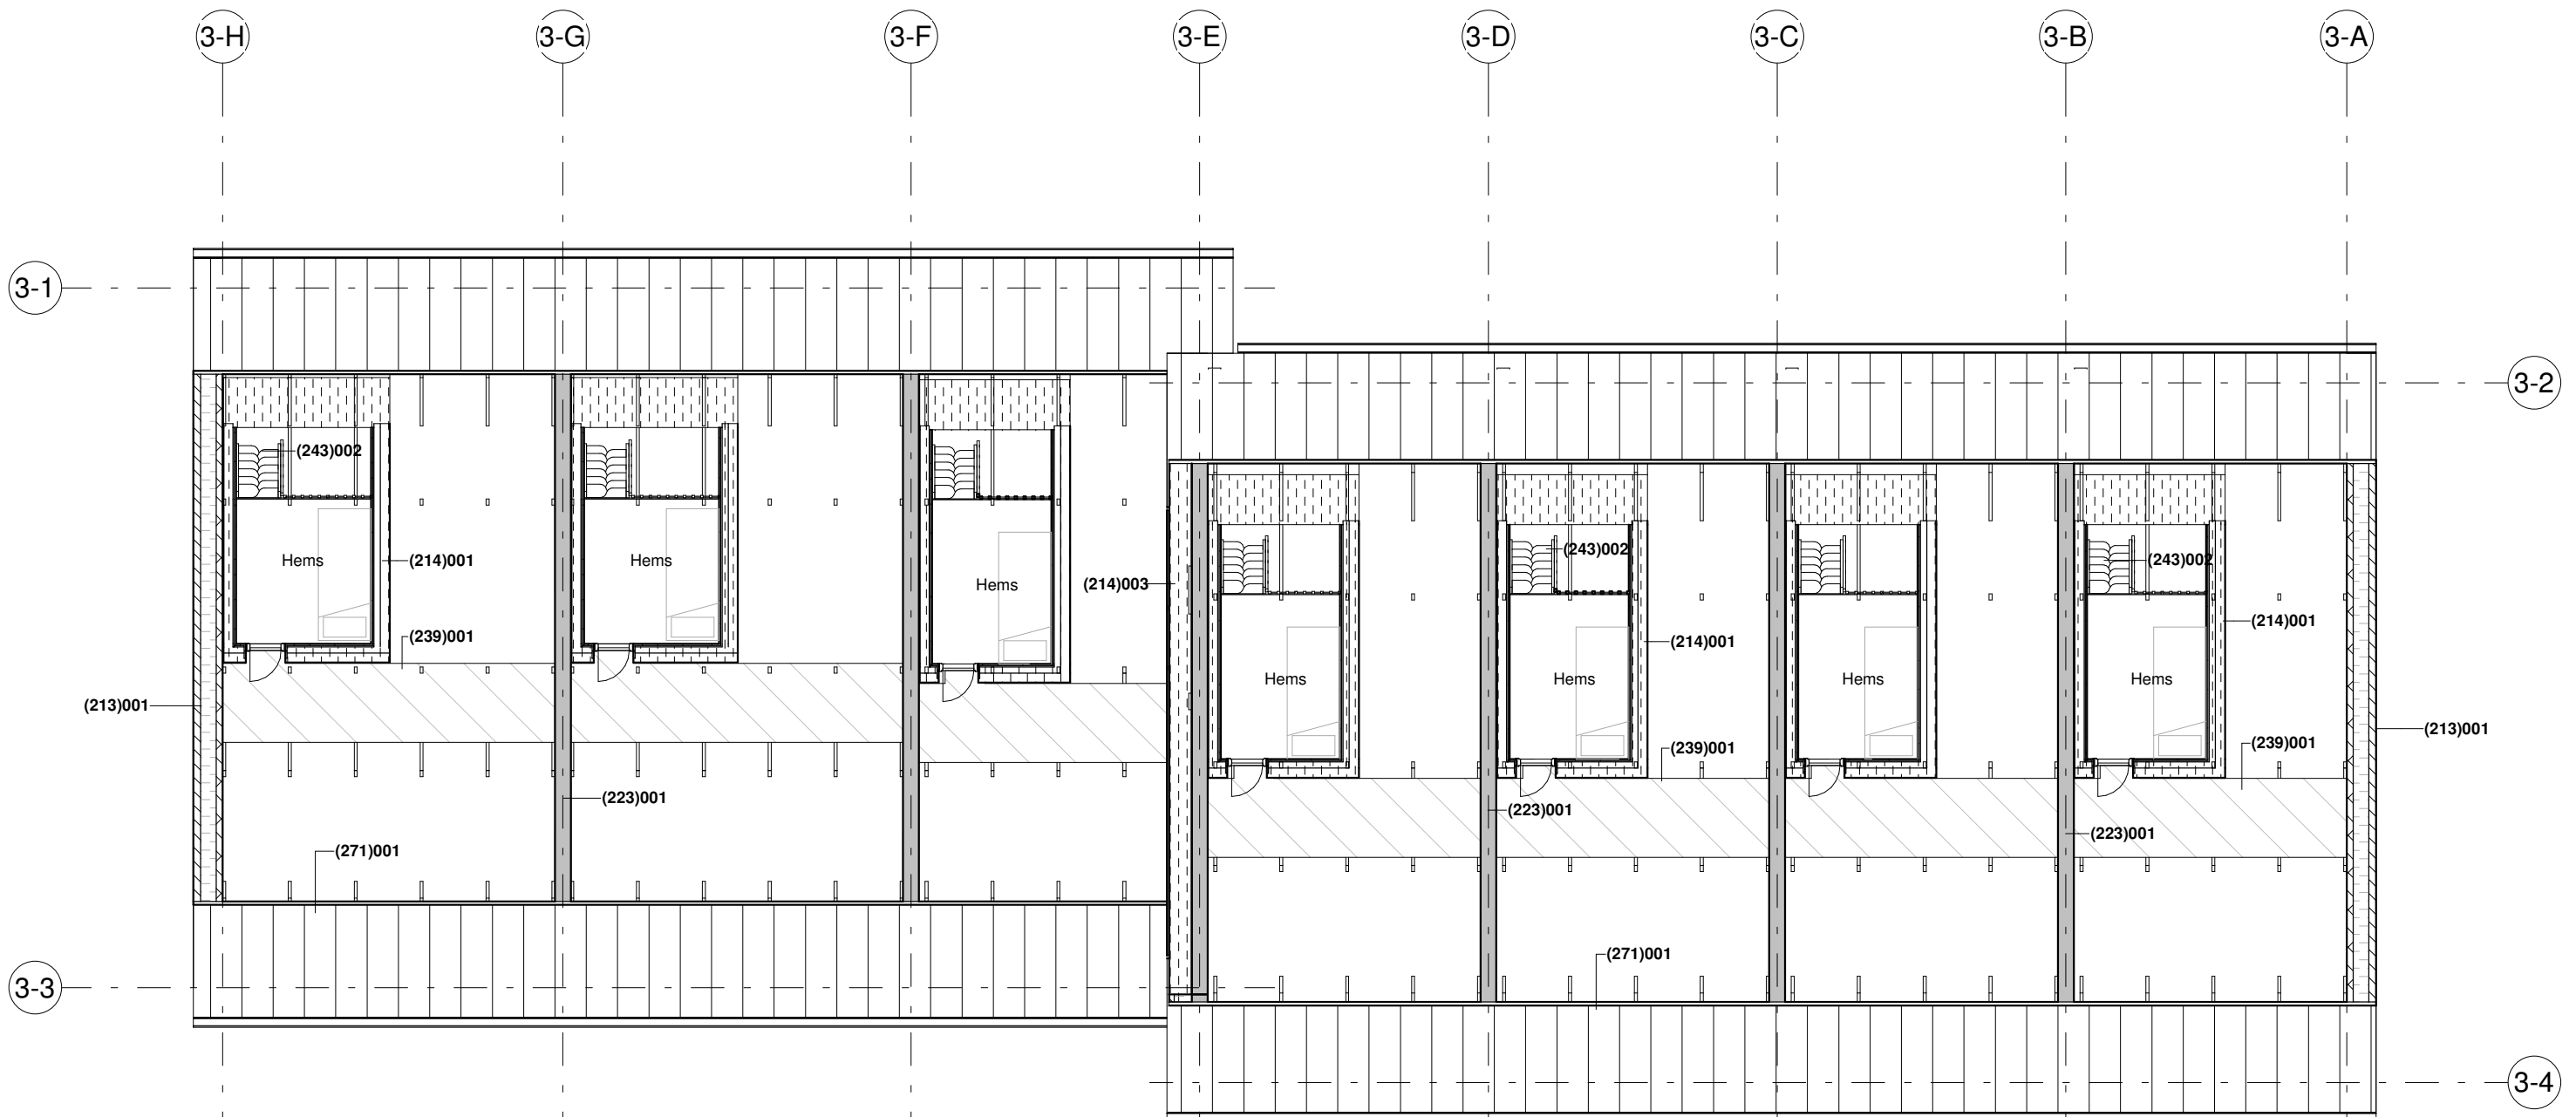 3-H
3-G
3-F
3-E
3-D
3-C
3-B
3-A
3-1
3-2
(243)002
(243)002
(243)002
Hems
(214)001
Hems
Hems
(214)003
(239)001
(214)001
(214)001
Hems
Hems
Hems
Hems
(213)001
(213)001
(239)001
(239)001
(223)001
(223)001
(223)001
(271)001
(271)001
3-3
3-4